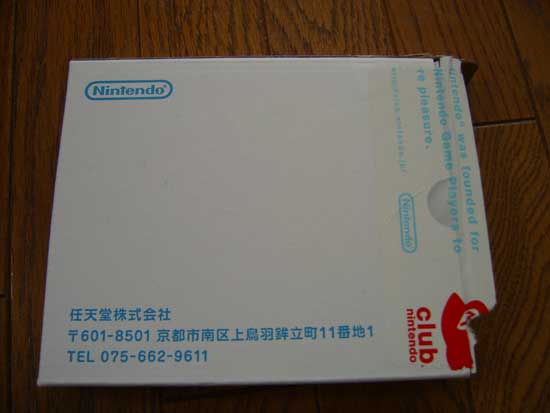 Nintendo
任天堂株式会社
〒601-8501 京都市南区上鳥羽鉾立町11番地1
TEL 075-662-9611
Nintendo" was founded for
Nintendo Game Players to
re pleasure.
Nintendo
club
nintendo